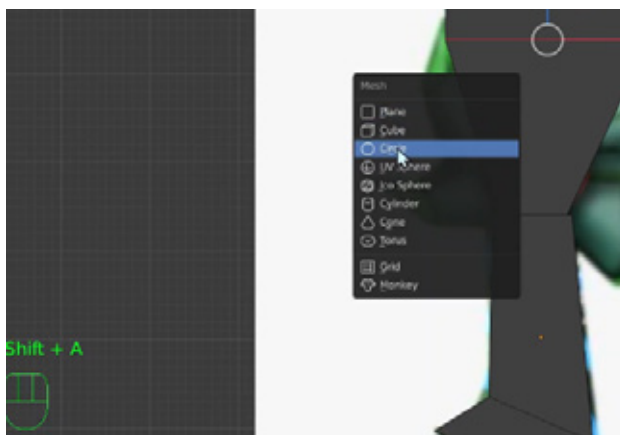 Mesh
Plane
Cube
Circle
UV Sphere
Ico Sphere
Cylinder
Cone
Torus
Grid
Monkey
Shift + A